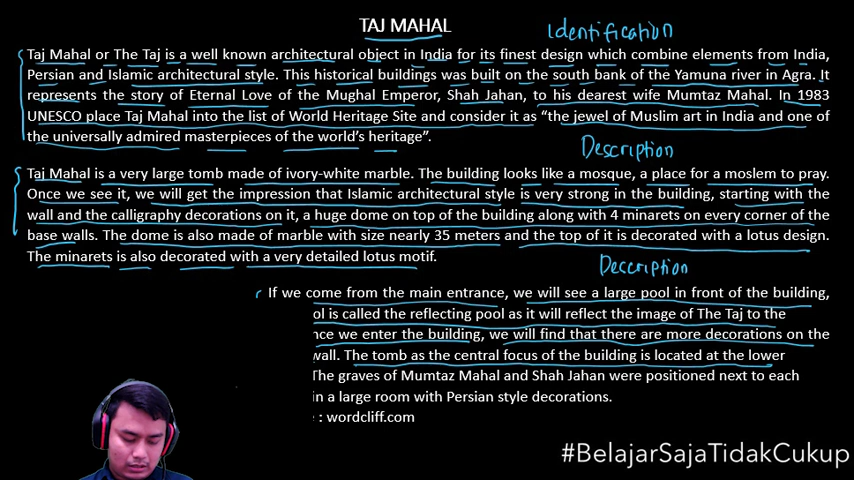 TAJ MAHAL
Identification
Taj Mahal or The Taj is a well known architectural object in India for its finest design which combine elements from India,
Persian and Islamic architectural style. This historical buildings was built on the south bank of the Yamuna river in Agra. It
represents the story of Eternal Love of the Mughal Emperor, Shah Jahan, to his dearest wife Mumtaz Mahal. In 1983
UNESCO place Taj Mahal into the list of World Heritage Site and consider it as “the jewel of Muslim art in India and one of
the universally admired masterpieces of the world’s heritage”.
Description
Taj Mahal is a very large tomb made of ivory-white marble. The building looks like a mosque, a place for a moslem to pray.
Once we see it, we will get the impression that Islamic architectural style is very strong in the building, starting with the
wall and the calligraphy decorations on it, a huge dome on top of the building along with 4 minarets on every corner of the
base walls. The dome is also made of marble with size nearly 35 meters and the top of it is decorated with a lotus design.
The minarets is also decorated with a very detailed lotus motif.
Deccription
If we come from the main entrance, we will see a large pool in front of the building,
ol is called the reflecting pool as it will reflect the image of The Taj to the
nce we enter the building, we will find that there are more decorations on the
wall. The tomb as the central focus of the building is located at the lower
The graves of Mumtaz Mahal and Shah Jahan were positioned next to each
in a large room with Persian style decorations.
: wordcliff.com
#BelajarSajaTidakCukup